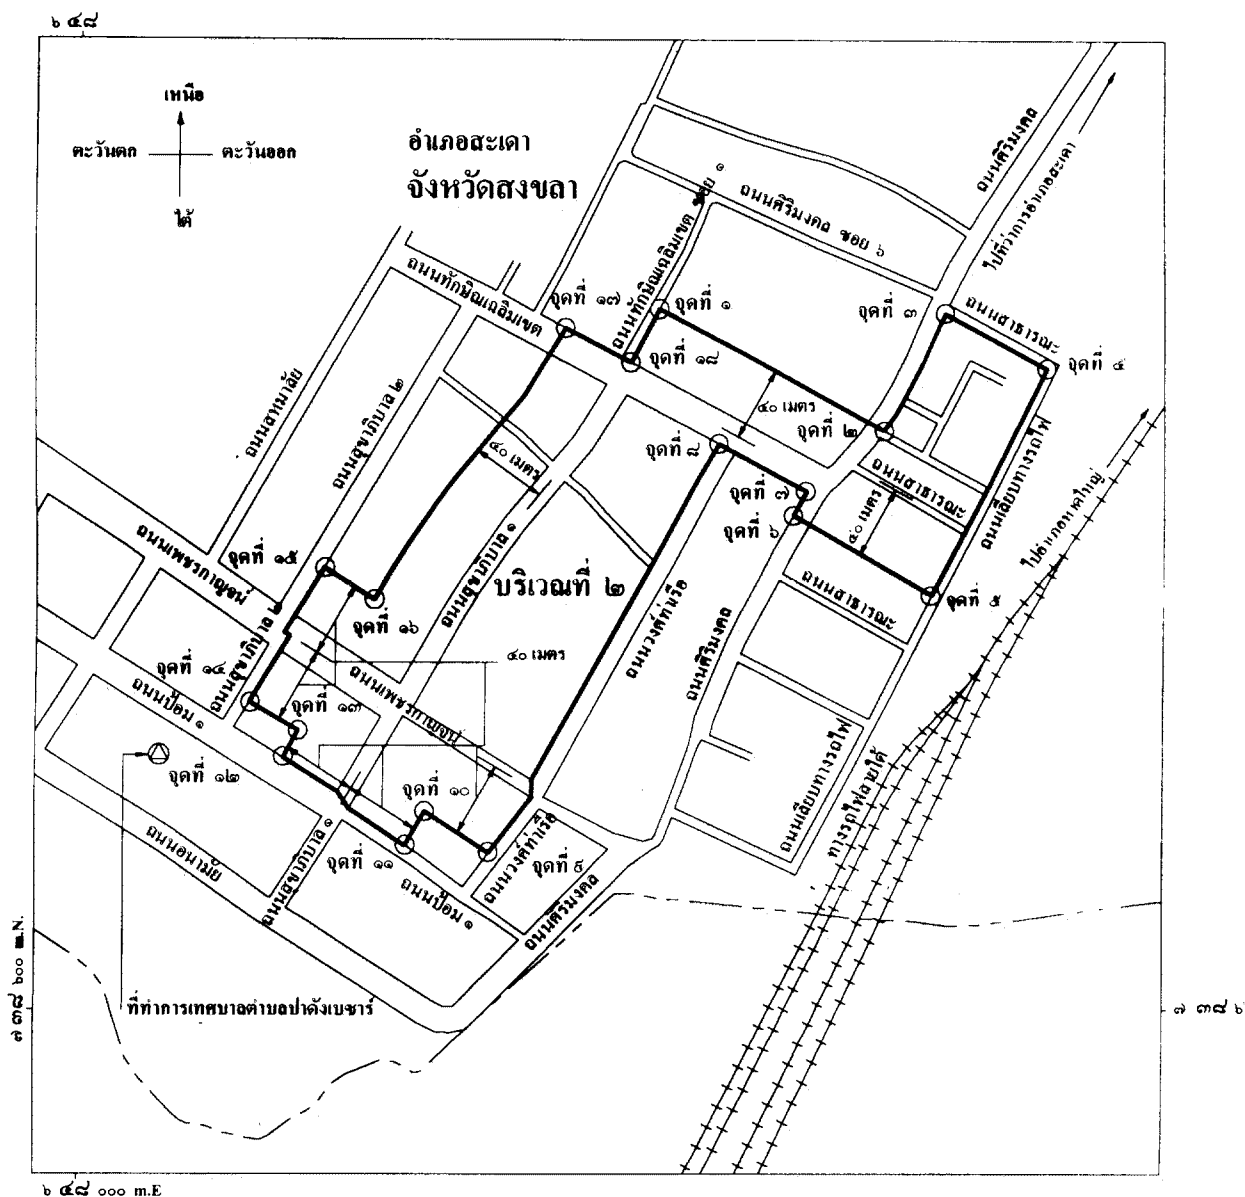 ๖ ๔๘
เหนือ
ตะวันตก
ตะวันออก
ใต้
อำเภอสะเดา
จังหวัดสงขลา
ถนนศิริมงคล
ไปที่ว่าการอำเภอสะเดา
ถนนศิริมงคล ซอย ๖
ถนนทักษิณเฉลิมเขต ซอย ๑
ถนนทักษิณเฉลิมเขต
จุดที่ ๑๗
จุดที่ ๑
จุดที่ ๓
ถนนสาธารณะ
จุดที่ ๔
จุดที่ ๑๘
๔๐ เมตร
จุดที่ ๒
ถนนสหมาลัย
ถนนสุขาภิบาล ๒
จุดที่ ๘
๔๐ เมตร
จุดที่ ๗
ถนนสาธารณะ
ถนนเลียบทางรถไฟ
ไปอำเภอหาดใหญ่
จุดที่ ๖
๔๐ เมตร
ถนนเพชรกาญจน์
จุดที่ ๑๕
ถนนสุขาภิบาล ๑
บริเวณที่ ๒
ถนนสาธารณะ
จุดที่ ๕
จุดที่ ๑๖
ถนนสุขาภิบาล ๒
๔๐ เมตร
ถนนวงศ์ท่าเรือ
ถนนศิริมงคล
จุดที่ ๑๔
ถนนป้อม ๑
จุดที่ ๑๓
ถนนเพชรกาญจน์
จุดที่ ๑๒
จุดที่ ๑๐
ถนนเลียบทางรถไฟ
ทางรถไฟสายใต้
ถนนอนามัย
ถนนสุขาภิบาล ๑
จุดที่ ๑๑
ถนนวงศ์ท่าเรือ
จุดที่ ๙
ถนนป้อม ๑
ถนนศิริมงคล
ที่ทำการเทศบาลตำบลปาดังเบซาร์
๗ ๓๘ ๖๐๐ m.N.
๗ ๓๘ ๖
๖ ๔๘ ๐๐๐ m.E